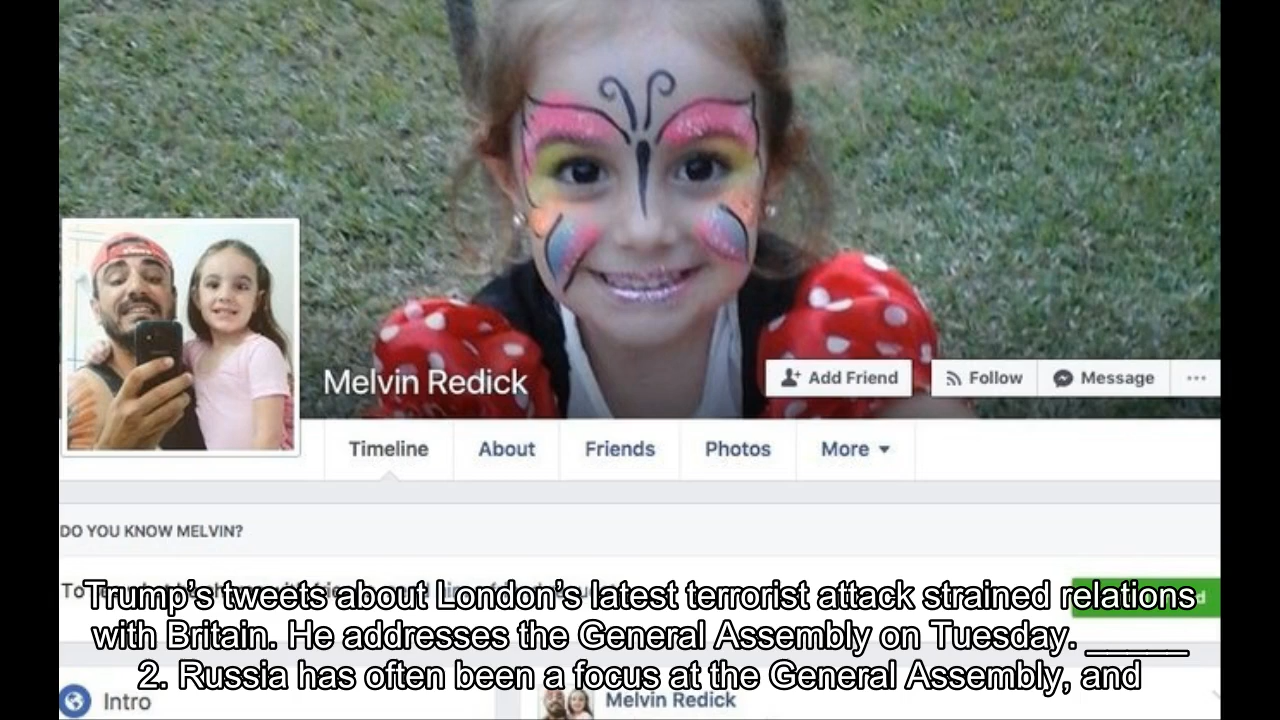 Melvin Redick
Add Friend
Follow
Message
Timeline
About
Friends
Photos
More
DO YOU KNOW MELVIN?
To
Trump’s tweets about London’s latest terrorist attack strained relations
with Britain. He addresses the General Assembly on Tuesday. _____
2. Russia has often been a focus at the General Assembly, and
Intro
Melvin Redick